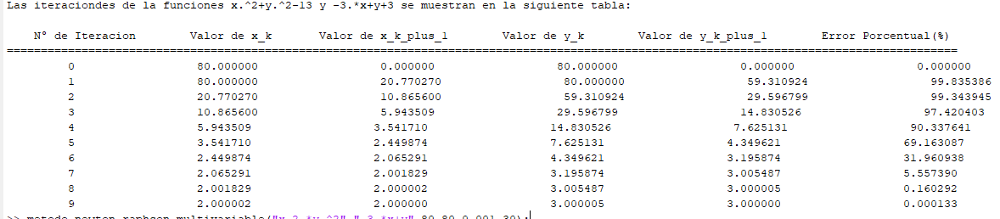 Las iteraciondes de la funciones x.^2+y.^2-13 y -3.*x+y+3 se muestran en la siguiente tabla:
N° de Iteracion Valor de x_k Valor de x_k_plus_1 Valor de y_k Valor de y_k_plus_1 Error Porcentual(%)
0 80.000000 0.000000 80.000000 0.000000 0.000000
1 80.000000 20.770270 80.000000 59.310924 99.835386
2 20.770270 10.865600 59.310924 29.596799 99.343945
3 10.865600 5.943509 29.596799 14.830526 97.420403
4 5.943509 3.541710 14.830526 7.625131 90.337641
5 3.541710 2.449874 7.625131 4.349621 69.163087
6 2.449874 2.065291 4.349621 3.195874 31.960938
7 2.065291 2.001829 3.195874 3.005487 5.557390
8 2.001829 2.000002 3.005487 3.000005 0.160292
9 2.000002 2.000000 3.000005 3.000000 0.000133